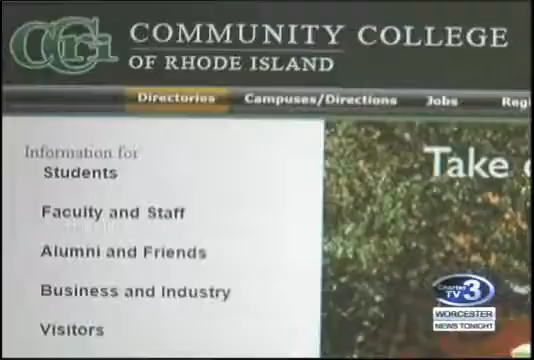 CCri
COMMUNITY COLLEGE
OF RHODE ISLAND
Directories Campuses/Directions Jobs Reg
Information for
Students
Faculty and Staff
Alumni and Friends
Business and Industry
Visitors
Take
Charter
TV3
WORCESTER
NEWS TONIGHT